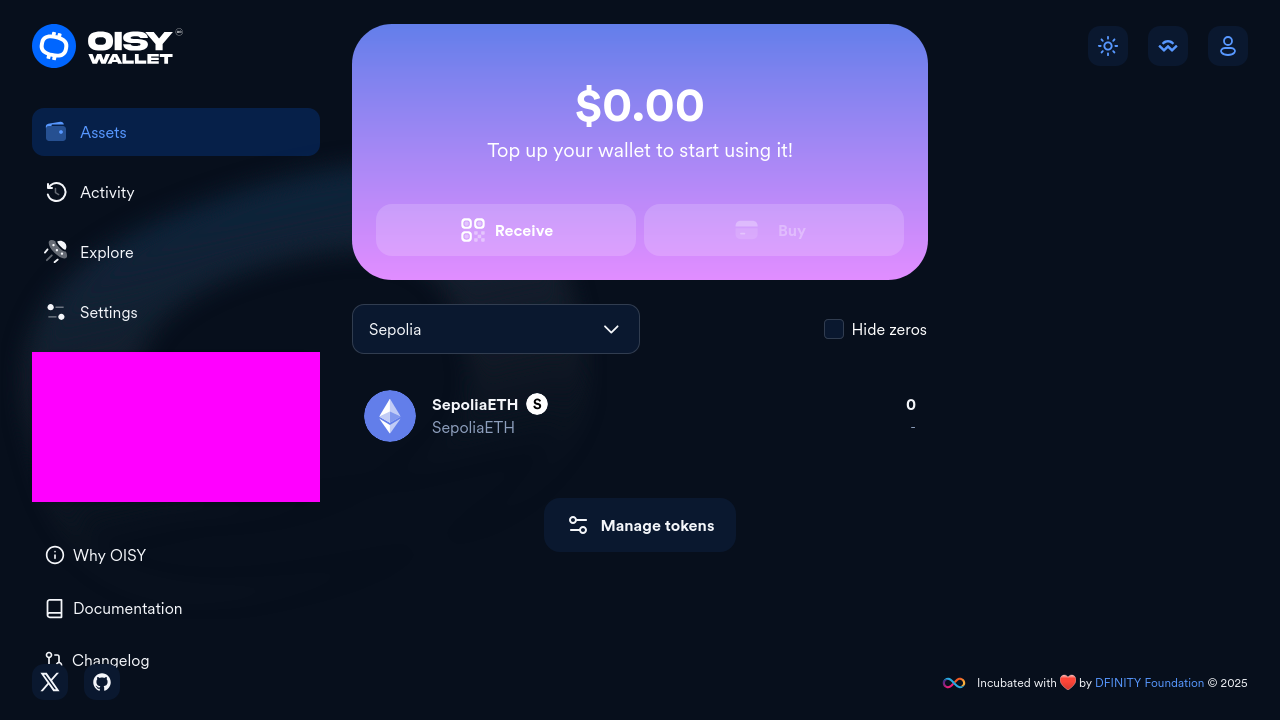 OISY
WALLET
Assets
Activity
Explore
Settings
$0.00
Top up your wallet to start using it!
Receive
Buy
Sepolia
Hide zeros
SepoliaETH S
0
SepoliaETH
-
Manage tokens
Why OISY
Documentation
Changelog
Incubated with ❤️ by DFINITY Foundation © 2025